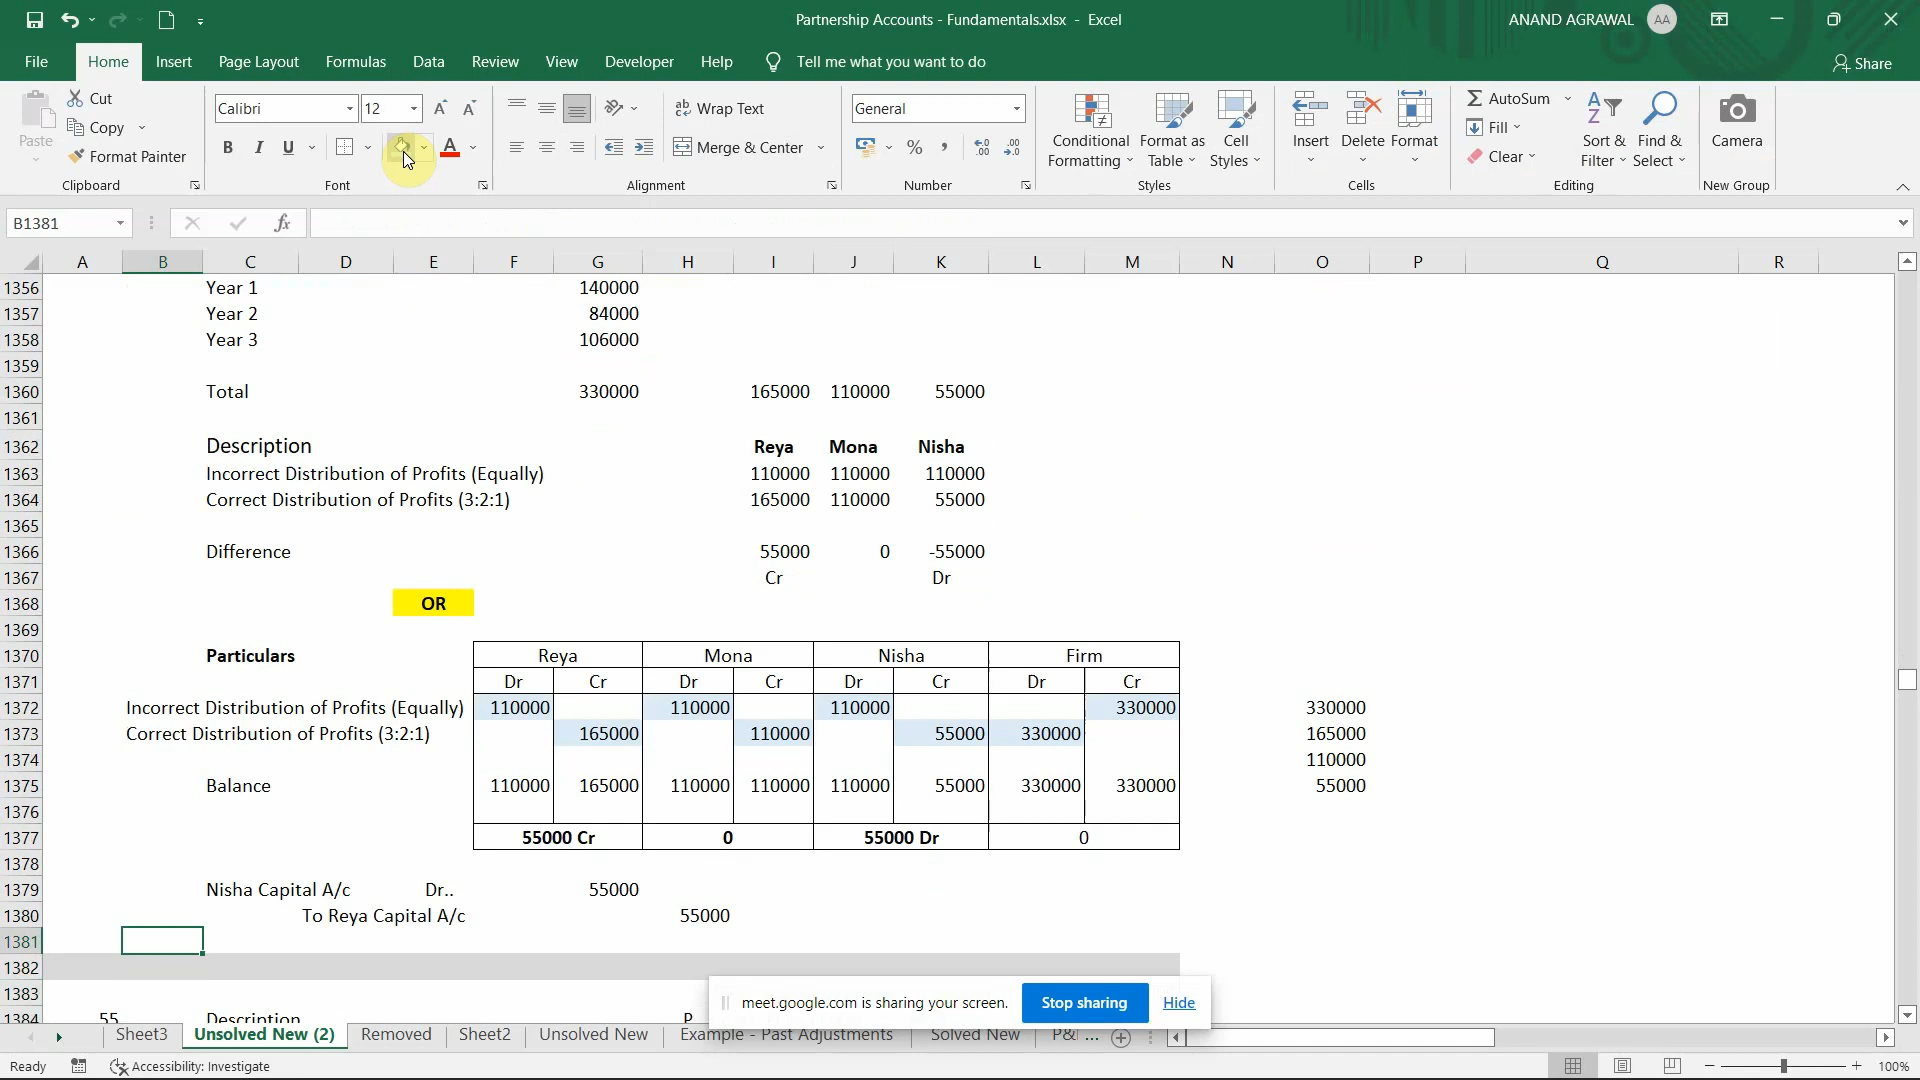 Partnership Accounts - Fundamentals.xlsx - Excel
ANAND AGRAWAL AA
File Home Insert Page Layout Formulas Data Review View Developer Help Tell me what you want to do Share
Paste Cut Copy Format Painter Clipboard
Calibri 12 B I U A Font
ab Wrap Text Merge & Center Alignment
General % , Number
Conditional Formatting Format as Table Cell Styles Styles
Insert Delete Format Cells
AutoSum Fill Clear Sort & Filter Find & Select Editing
Camera New Group
B1381 fx
A B C D E F G H I J K L M N O P Q R
1356 Year 1 140000
1357 Year 2 84000
1358 Year 3 106000
1359
1360 Total 330000 165000 110000 55000
1361
1362 Description Reya Mona Nisha
1363 Incorrect Distribution of Profits (Equally) 110000 110000 110000
1364 Correct Distribution of Profits (3:2:1) 165000 110000 55000
1365
1366 Difference 55000 0 -55000
1367 Cr Dr
1368 OR
1369
1370 Particulars Reya Mona Nisha Firm
1371 Dr Cr Dr Cr Dr Cr Dr Cr
1372 Incorrect Distribution of Profits (Equally) 110000 110000 110000 330000 330000
1373 Correct Distribution of Profits (3:2:1) 165000 110000 55000 330000 165000
1374 110000
1375 Balance 110000 165000 110000 110000 110000 55000 330000 330000 55000
1376
1377 55000 Cr 0 55000 Dr 0
1378
1379 Nisha Capital A/c Dr.. 55000
1380 To Reya Capital A/c 55000
1381
1382
1383
1384 55 Description P
meet.google.com is sharing your screen. Stop sharing Hide
Sheet3 Unsolved New (2) Removed Sheet2 Unsolved New Example - Past Adjustments Solved New P& ...
Ready Accessibility: Investigate 100%